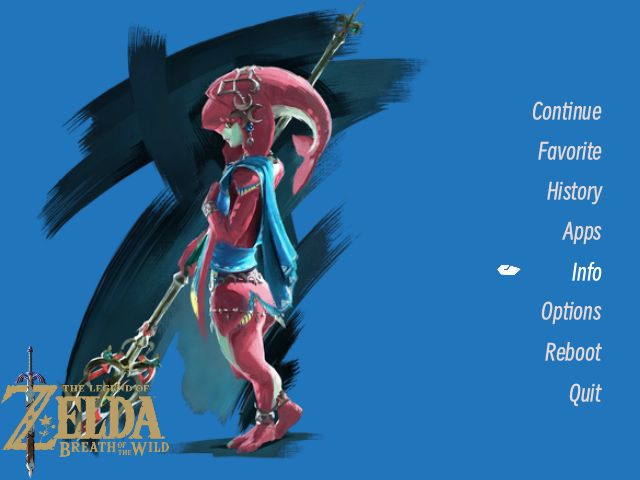 Continue
Favorite
History
Apps
Info
Options
Reboot
Quit
THE LEGEND OF
ZELDA
BREATH OF THE WILD